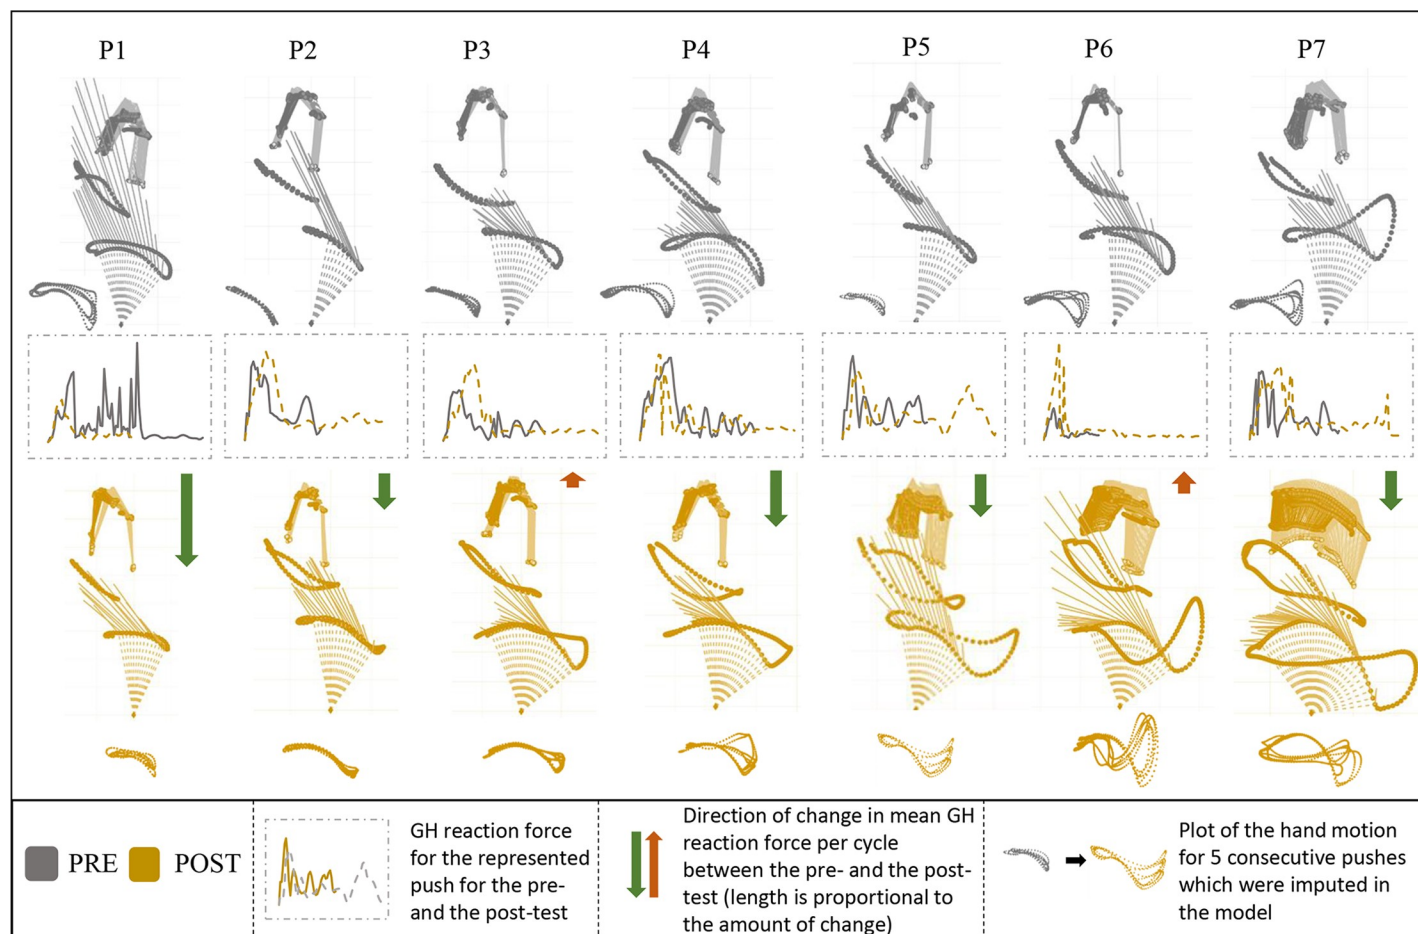 P1 P2 P3 P4 P5 P6 P7
PRE POST
GH reaction force
for the represented
push for the pre-
and the post-test
Direction of change in mean GH
reaction force per cycle
between the pre- and the post-
test (length is proportional to
the amount of change)
Plot of the hand motion
for 5 consecutive pushes
which were imputed in
the model